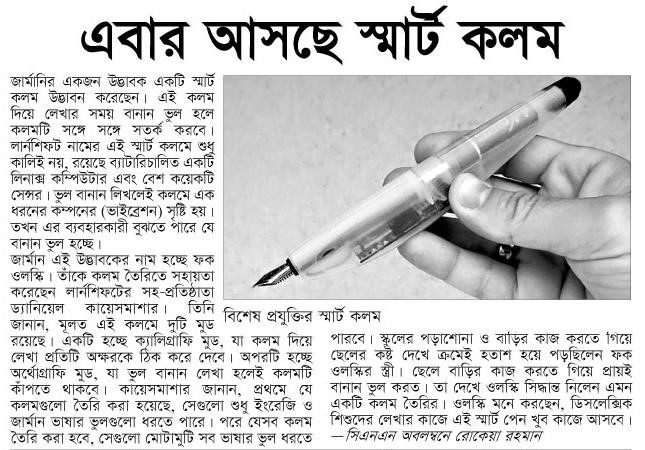 এবার আসছে স্মার্ট কলম
জার্মানির একজন উদ্ভাবক একটি স্মার্ট
কলম উদ্ভাবন করেছেন। এই কলম
দিয়ে লেখার সময় বানান ভুল হলে
কলমটি সঙ্গে সঙ্গে সতর্ক করবে।
লার্নশিফট নামের এই স্মার্ট কলমে শুধু
কালিই নয়, রয়েছে ব্যাটারিচালিত একটি
লিনাক্স কম্পিউটার এবং বেশ কয়েকটি
সেন্সর। ভুল বানান লিখলেই কলমে এক
ধরনের কম্পনের (ভাইব্রেশন) সৃষ্টি হয়।
তখন এর ব্যবহারকারী বুঝতে পারে যে
বানান ভুল হচ্ছে।
জার্মান এই উদ্ভাবকের নাম হচ্ছে ফক
ওলস্কি। তাঁকে কলম তৈরিতে সহায়তা
করেছেন লার্নশিফটের সহ-প্রতিষ্ঠাতা
ড্যানিয়েল কায়েসমাশার। তিনি
জানান, মূলত এই কলমে দুটি মুড
রয়েছে। একটি হচ্ছে ক্যালিগ্রাফি মুড, যা কলম দিয়ে
লেখা প্রতিটি অক্ষরকে ঠিক করে দেবে। অপরটি হচ্ছে
অর্থোগ্রাফি মুড, যা ভুল বানান লেখা হলেই কলমটি
কাঁপতে থাকবে। কায়েসমাশার জানান, প্রথমে যে
কলমগুলো তৈরি করা হয়েছে, সেগুলো শুধু ইংরেজি ও
জার্মান ভাষার ভুলগুলো ধরতে পারে। পরে যেসব কলম
তৈরি করা হবে, সেগুলো মোটামুটি সব ভাষার ভুল ধরতে
বিশেষ প্রযুক্তির স্মার্ট কলম
পারবে। স্কুলের পড়াশোনা ও বাড়ির কাজ করতে গিয়ে
ছেলের কষ্ট দেখে ক্রমেই হতাশ হয়ে পড়ছিলেন ফক
ওলস্কির স্ত্রী। ছেলে বাড়ির কাজ করতে গিয়ে প্রায়ই
বানান ভুল করত। তা দেখে ওলস্কি সিদ্ধান্ত নিলেন এমন
একটি কলম তৈরির। ওলস্কি মনে করছেন, ডিসলেক্সিক
শিশুদের লেখার কাজে এই স্মার্ট পেন খুব কাজে আসবে।
—সিএনএন অবলম্বনে রোকেয়া রহমান